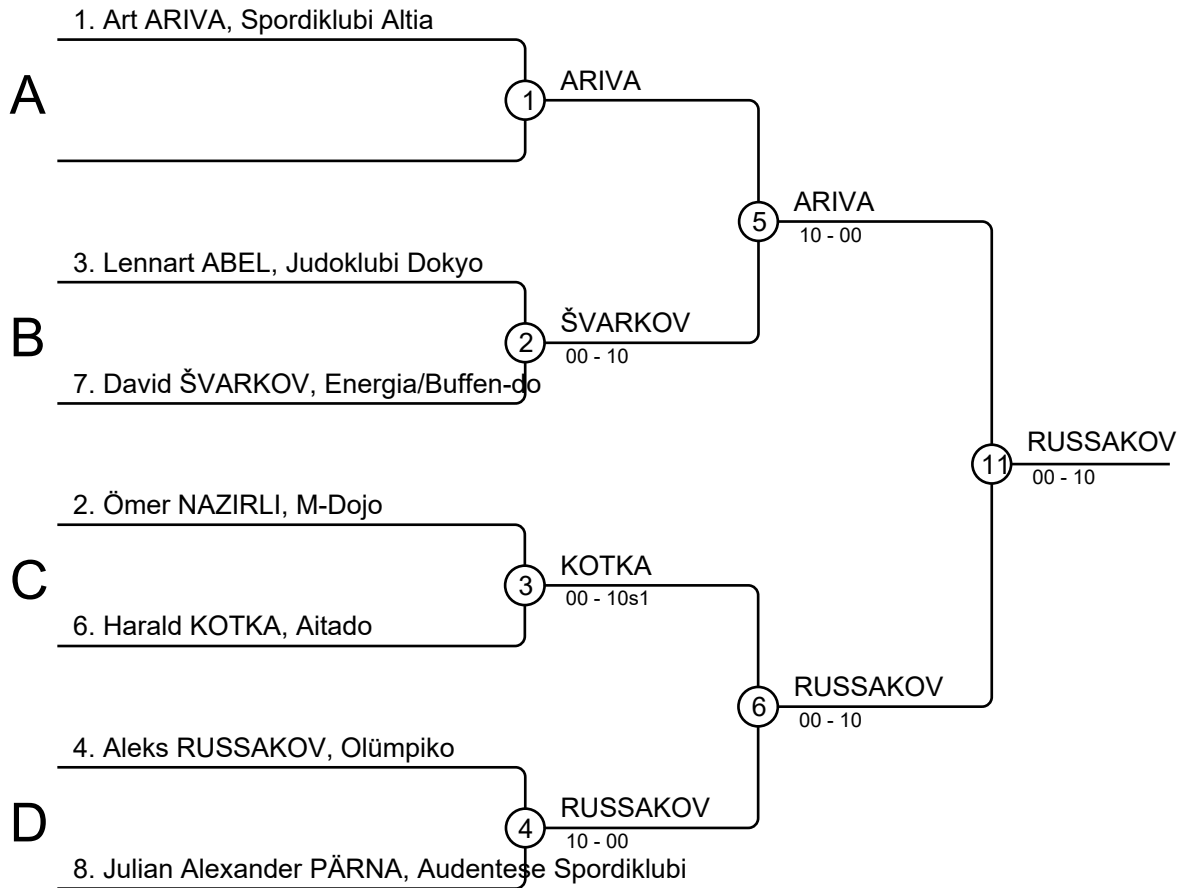 1. Art ARIVA, Spordiklubi Altia
A
1
ARIVA
5
ARIVA
10 - 00
3. Lennart ABEL, Judoklubi Dokyo
B
2
ŠVARKOV
00 - 10
7. David ŠVARKOV, Energia/Buffen-do
11
RUSSAKOV
00 - 10
2. Ömer NAZIRLI, M-Dojo
C
3
KOTKA
00 - 10s1
6. Harald KOTKA, Aitado
6
RUSSAKOV
00 - 10
4. Aleks RUSSAKOV, Olümpiko
D
4
RUSSAKOV
10 - 00
8. Julian Alexander PÄRNA, Audentese Spordiklubi